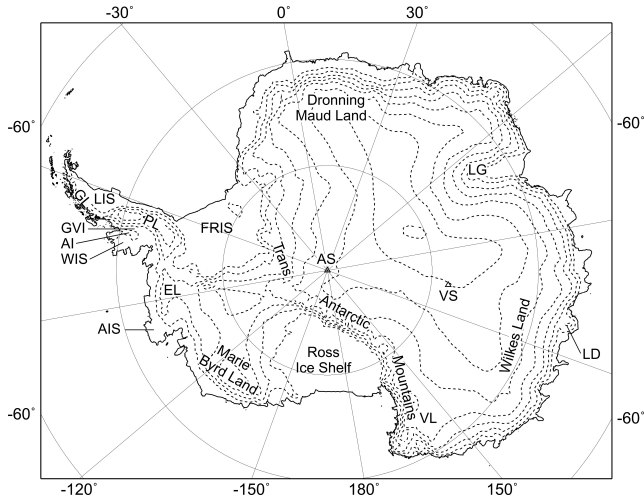 -30° 0° 30°
Dronning
Maud Land
-60° -60°
LG
GL LIS
PL
GVI
FRIS
AI
WIS
Trans
AS
EL
VS
Antarctic
AIS
Wilkes Land
LD
Ross
Ice Shelf
Marie
Byrd Land
Mountains
VL
-60° -60°
-120° -150° 180° 150°